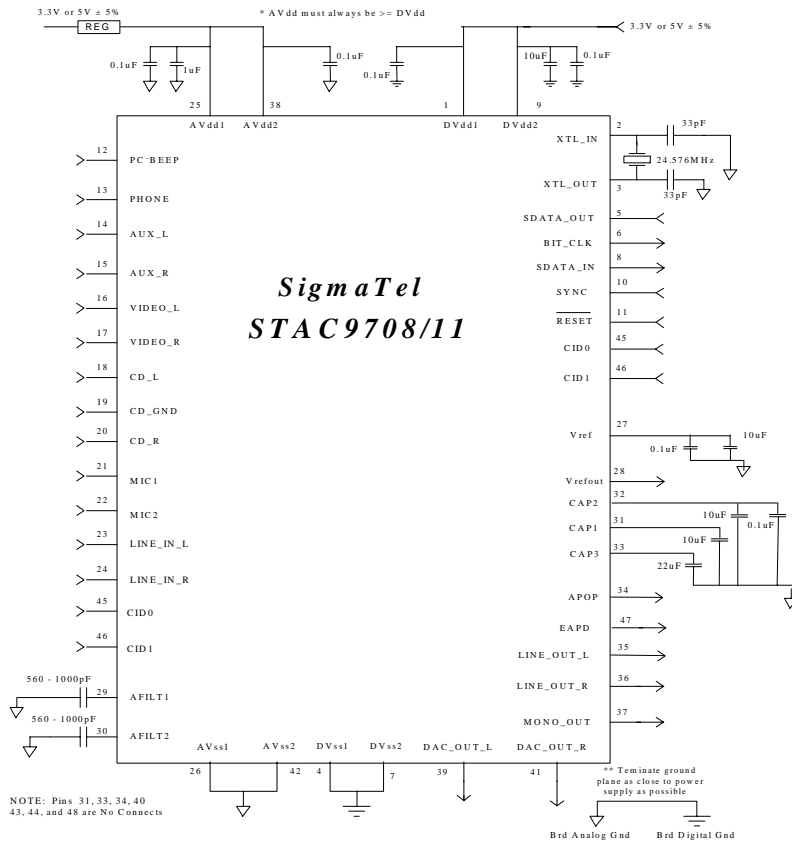 3.3V or 5V ± 5%
REG
* AVdd must always be >= DVdd
3.3V or 5V ± 5%
0.1uF
1uF
0.1uF
0.1uF
10uF
0.1uF
25
38
1
9
AVdd1
AVdd2
DVdd1
DVdd2
SigmaTel
STAC9708/11
12
PC-BEEP
13
PHONE
14
AUX_L
15
AUX_R
16
VIDEO_L
17
VIDEO_R
18
CD_L
19
CD_GND
20
CD_R
21
MIC1
22
MIC2
23
LINE_IN_L
24
LINE_IN_R
45
CID0
46
CID1
560 - 1000pF
29
AFILT1
560 - 1000pF
30
AFILT2
2
XTL_IN
33pF
24.576MHz
XTL_OUT
3
33pF
SDATA_OUT
5
BIT_CLK
6
SDATA_IN
8
SYNC
10
RESET
11
CID0
45
CID1
46
Vref
27
0.1uF
10uF
Vrefout
28
CAP2
32
10uF
0.1uF
CAP1
31
10uF
CAP3
33
22uF
APOP
34
EAPD
47
LINE_OUT_L
35
LINE_OUT_R
36
MONO_OUT
37
AVss1
AVss2
DVss1
DVss2
DAC_OUT_L
DAC_OUT_R
26
42
4
7
39
41
NOTE: Pins 31, 33, 34, 40
43, 44, and 48 are No Connects
** Teminate ground
plane as close to power
supply as possible
Brd Analog Gnd
Brd Digital Gnd